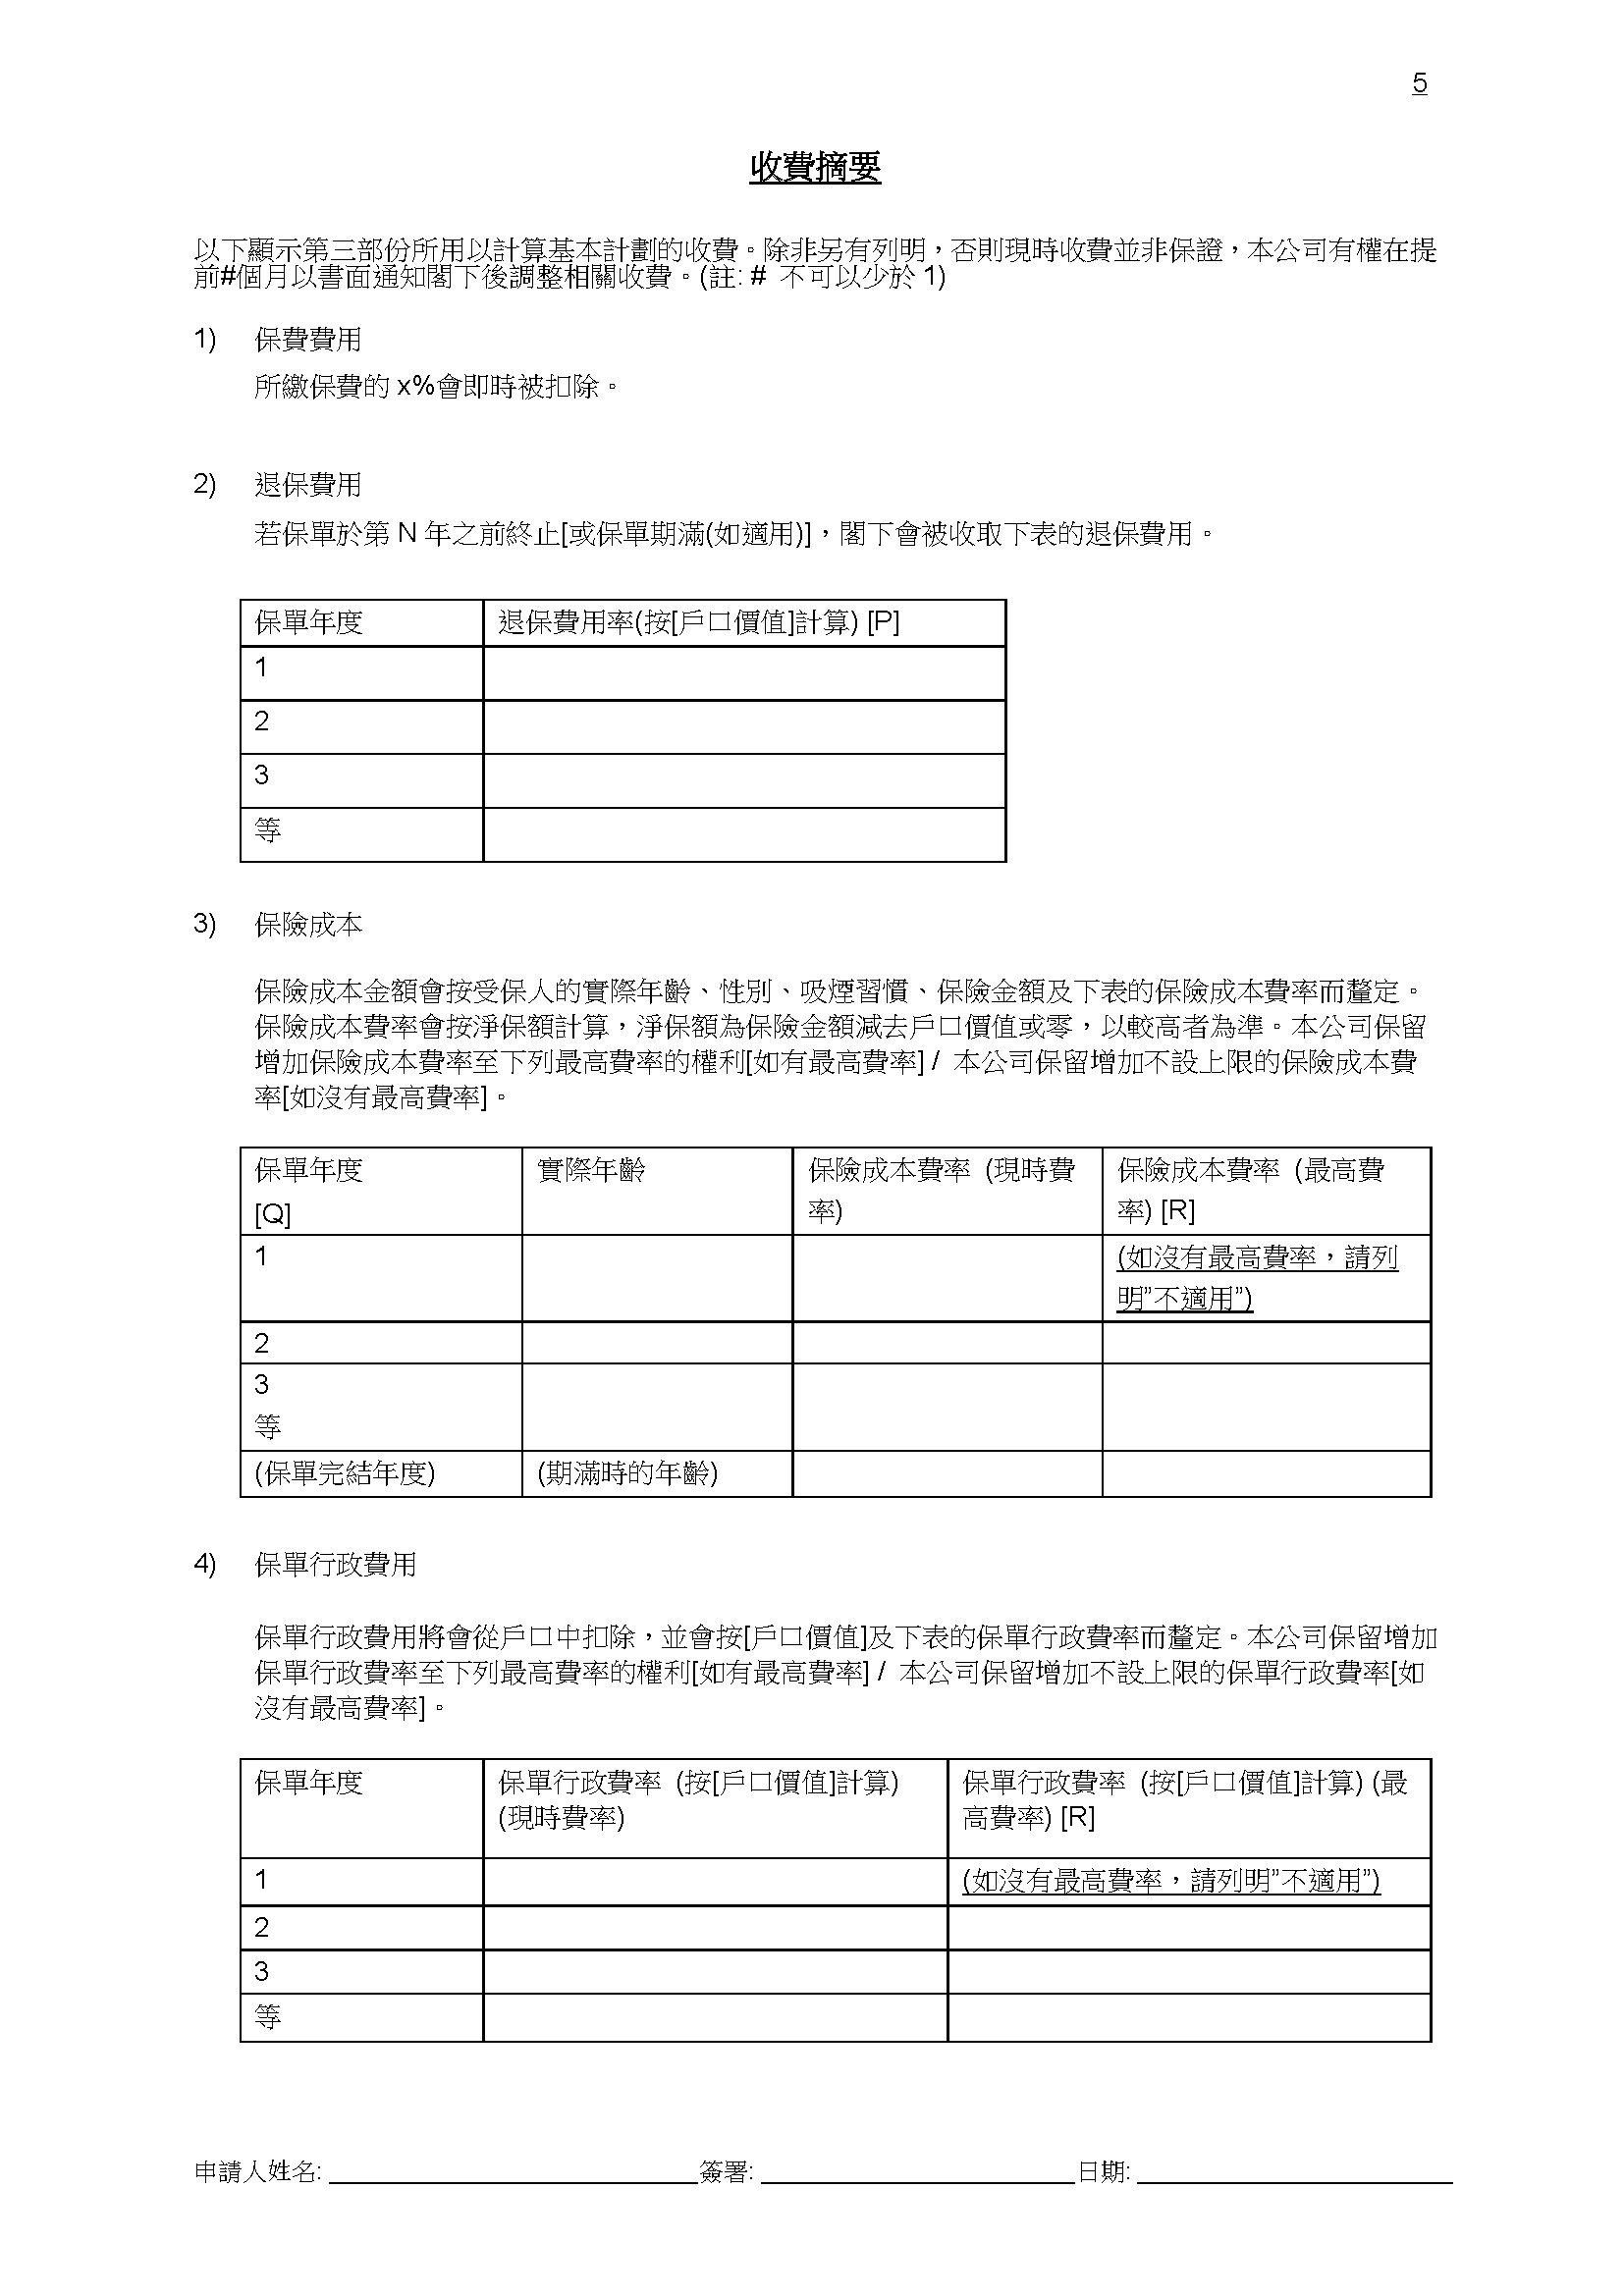 5
收費摘要
以下顯示第三部份所用以計算基本計劃的收費。除非另有列明，否則現時收費並非保證，本公司有權在提
前#個月以書面通知閣下後調整相關收費。(註: # 不可以少於 1)
1) 保費費用
所繳保費的 x%會即時被扣除。
2) 退保費用
若保單於第 N 年之前終止[或保單期滿(如適用)]，閣下會被收取下表的退保費用。
保單年度 退保費用率(按[戶口價值]計算) [P]
1
2
3
等
3) 保險成本
保險成本金額會按受保人的實際年齡、性別、吸煙習慣、保險金額及下表的保險成本費率而釐定。
保險成本費率會按淨保額計算，淨保額為保險金額減去戶口價值或零，以較高者為準。本公司保留
增加保險成本費率至下列最高費率的權利[如有最高費率] / 本公司保留增加不設上限的保險成本費
率[如沒有最高費率]。
保單年度 實際年齡 保險成本費率 (現時費 保險成本費率 (最高費
[Q] 率) 率) [R]
1 (如沒有最高費率，請列
明”不適用”)
2
3
等
(保單完結年度) (期滿時的年齡)
4) 保單行政費用
保單行政費用將會從戶口中扣除，並會按[戶口價值]及下表的保單行政費率而釐定。本公司保留增加
保單行政費率至下列最高費率的權利[如有最高費率] / 本公司保留增加不設上限的保單行政費率[如
沒有最高費率]。
保單年度 保單行政費率 (按[戶口價值]計算) 保單行政費率 (按[戶口價值]計算) (最
(現時費率) 高費率) [R]
1 (如沒有最高費率，請列明”不適用”)
2
3
等
申請人姓名: 簽署: 日期: